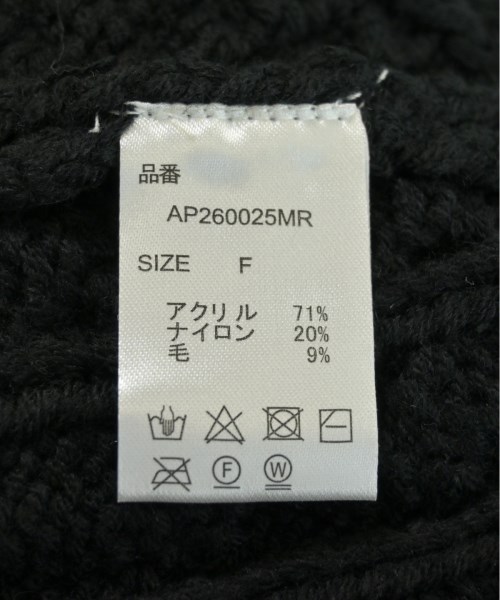 品番
AP260025MR
SIZE F
アクリル 71%
ナイロン 20%
毛 9%
F W